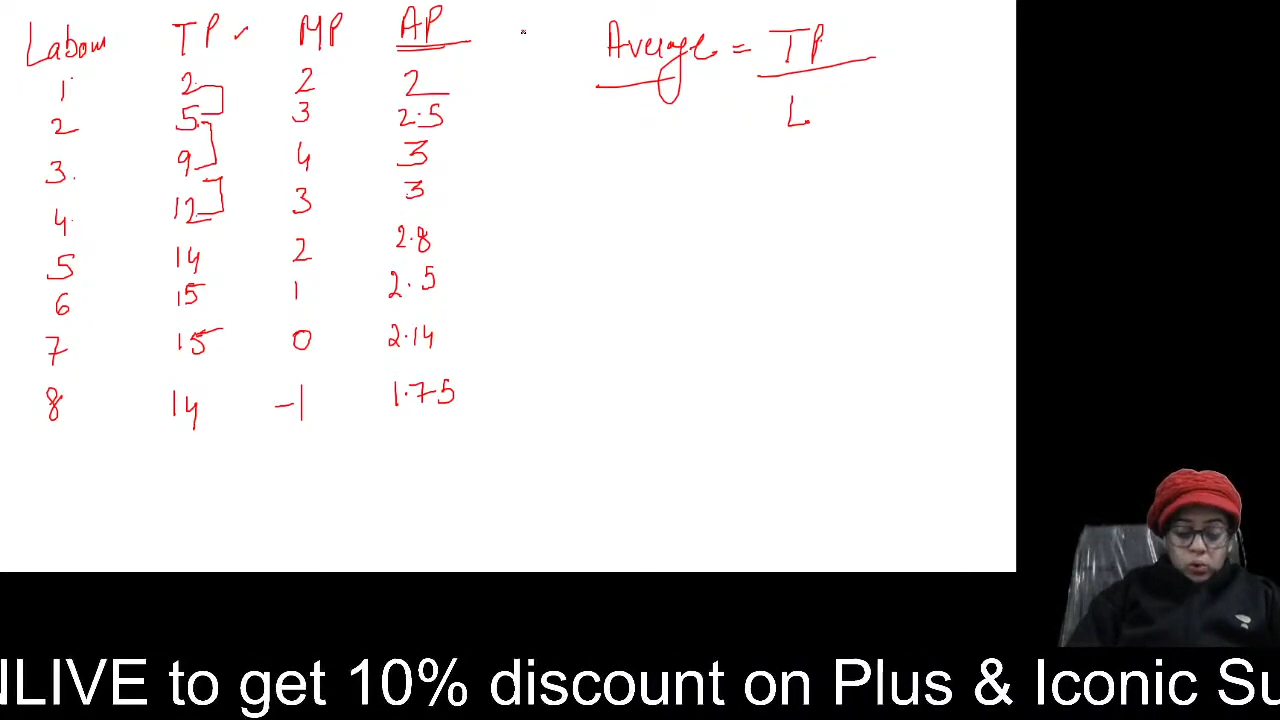 Labour TP MP AP Average = TP / L
1 2 2 2
2 5 3 2.5
3. 9 4 3
4. 12 3 3
5 14 2 2.8
6 15 1 2.5
7 15 0 2.14
8 14 -1 1.75
NLIVE to get 10% discount on Plus & Iconic Su